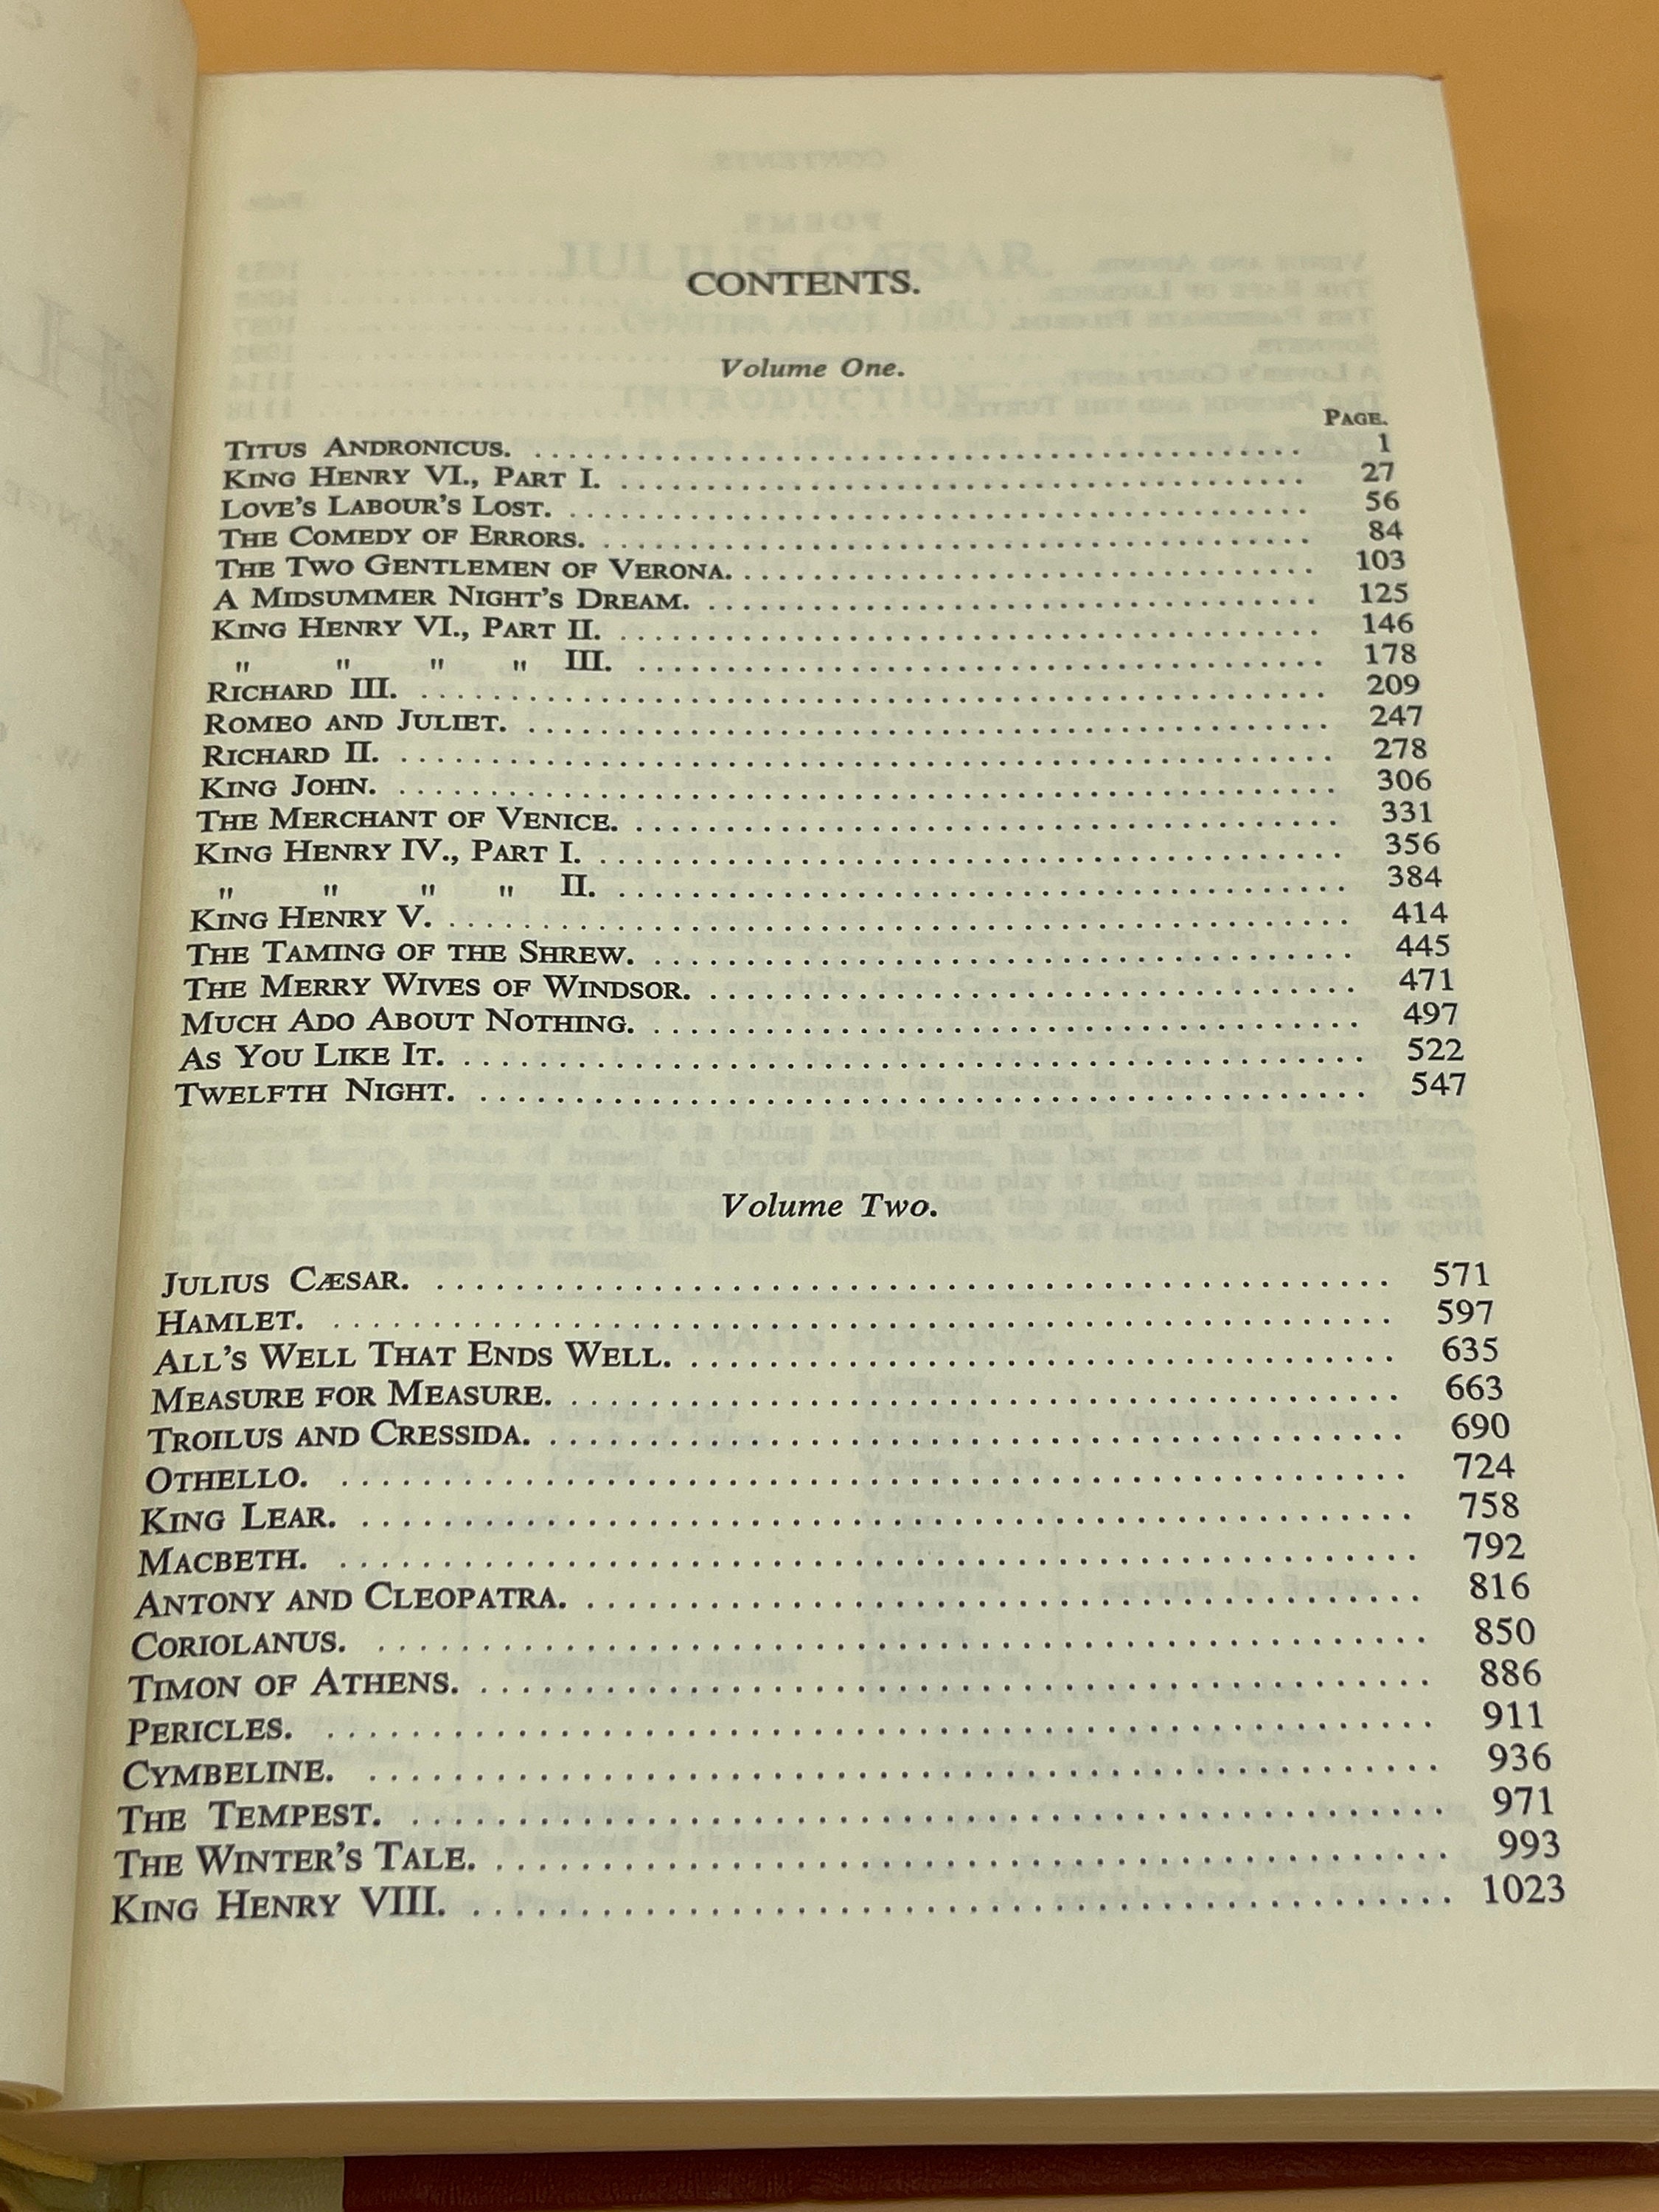 CONTENTS.
Volume One.
PAGE.
TITUS ANDRONICUS. 1
KING HENRY VI., PART I. 27
LOVE'S LABOUR'S LOST. 56
THE COMEDY OF ERRORS. 84
THE TWO GENTLEMEN OF VERONA. 103
A MIDSUMMER NIGHT'S DREAM. 125
KING HENRY VI., PART II. 146
" " " " III. 178
RICHARD III. 209
ROMEO AND JULIET. 247
RICHARD II. 278
KING JOHN. 306
THE MERCHANT OF VENICE. 331
KING HENRY IV., PART I. 356
" " " " II. 384
KING HENRY V. 414
THE TAMING OF THE SHREW. 445
THE MERRY WIVES OF WINDSOR. 471
MUCH ADO ABOUT NOTHING. 497
AS YOU LIKE IT. 522
TWELFTH NIGHT. 547
Volume Two.
JULIUS CÆSAR. 571
HAMLET. 597
ALL'S WELL THAT ENDS WELL. 635
MEASURE FOR MEASURE. 663
TROILUS AND CRESSIDA. 690
OTHELLO. 724
KING LEAR. 758
MACBETH. 792
ANTONY AND CLEOPATRA. 816
CORIOLANUS. 850
TIMON OF ATHENS. 886
PERICLES. 911
CYMBELINE. 936
THE TEMPEST. 971
THE WINTER'S TALE. 993
KING HENRY VIII. 1023